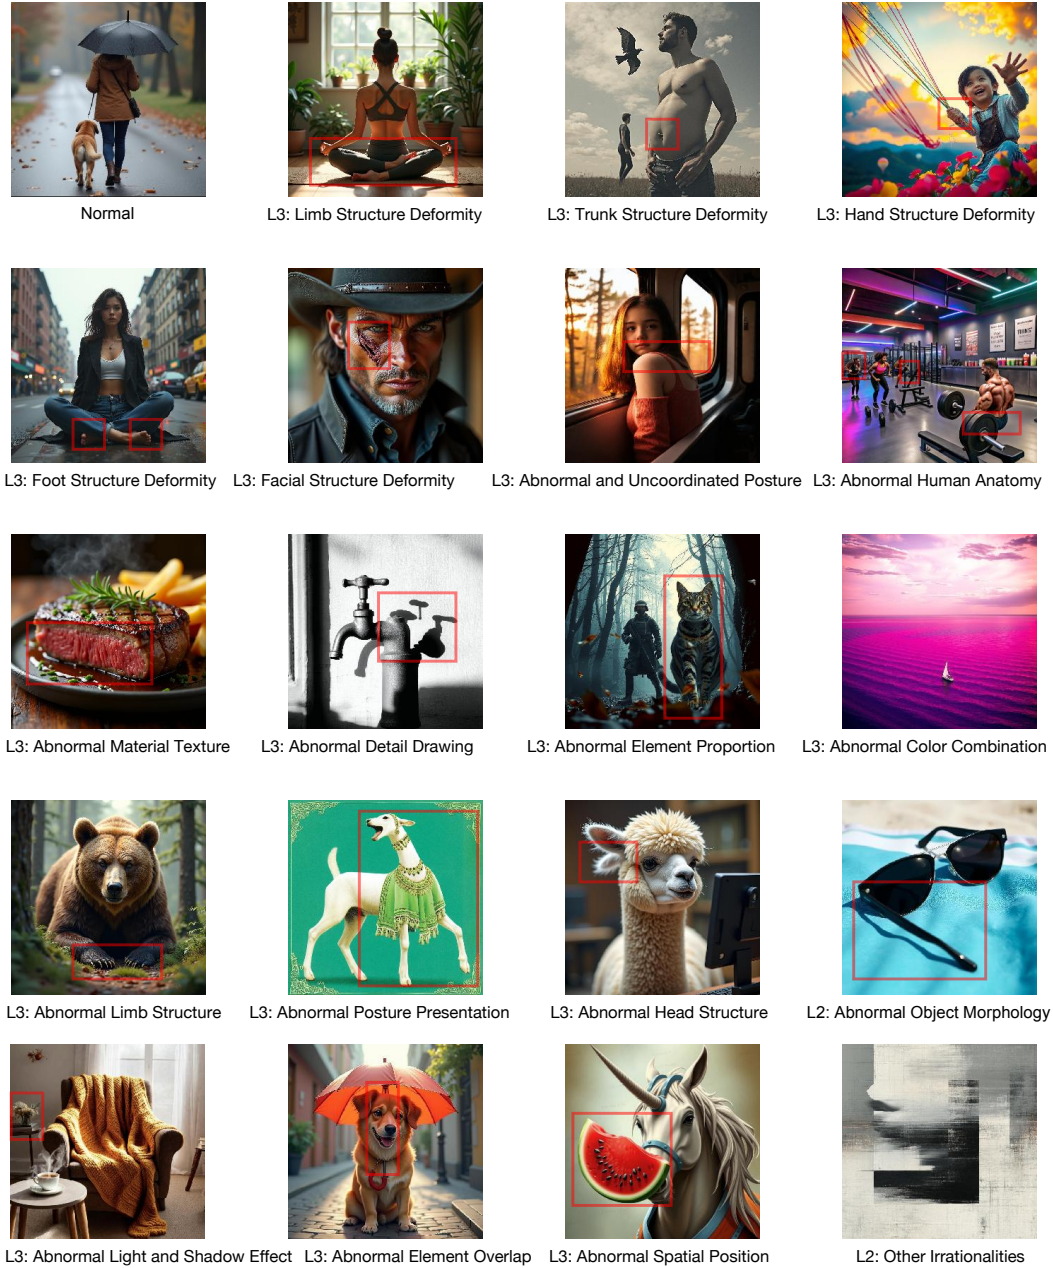 Normal
L3: Limb Structure Deformity
L3: Trunk Structure Deformity
L3: Hand Structure Deformity
L3: Foot Structure Deformity
L3: Facial Structure Deformity
L3: Abnormal and Uncoordinated Posture
L3: Abnormal Human Anatomy
L3: Abnormal Material Texture
L3: Abnormal Detail Drawing
L3: Abnormal Element Proportion
L3: Abnormal Color Combination
L3: Abnormal Limb Structure
L3: Abnormal Posture Presentation
L3: Abnormal Head Structure
L2: Abnormal Object Morphology
L3: Abnormal Light and Shadow Effect
L3: Abnormal Element Overlap
L3: Abnormal Spatial Position
L2: Other Irrationalities